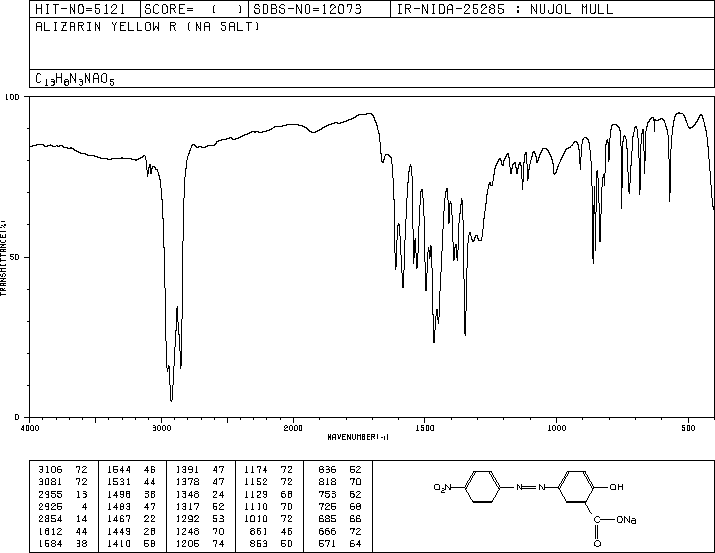 HIT-NO=5121 SCORE= ( ) SDBS-NO=12073 IR-NIDA-25285 : NUJOL MULL
ALIZARIN YELLOW R (NA SALT)
C13H8N3NAO5
100
50
0
TRANSMITTANCE(%)
4000 3000 2000 1500 1000 500
WAVENUMBER(-1)
3106 72 1544 46 1391 47 1174 72 836 52
3081 72 1531 44 1378 47 1152 72 818 70
2955 13 1498 38 1348 24 1129 68 753 62
2925 4 1483 47 1317 52 1110 70 725 68
2854 14 1467 22 1292 53 1010 72 685 66
1612 44 1449 28 1248 70 861 46 666 72
1584 38 1410 58 1205 74 853 50 571 64
O2N N N OH
C ONa
O